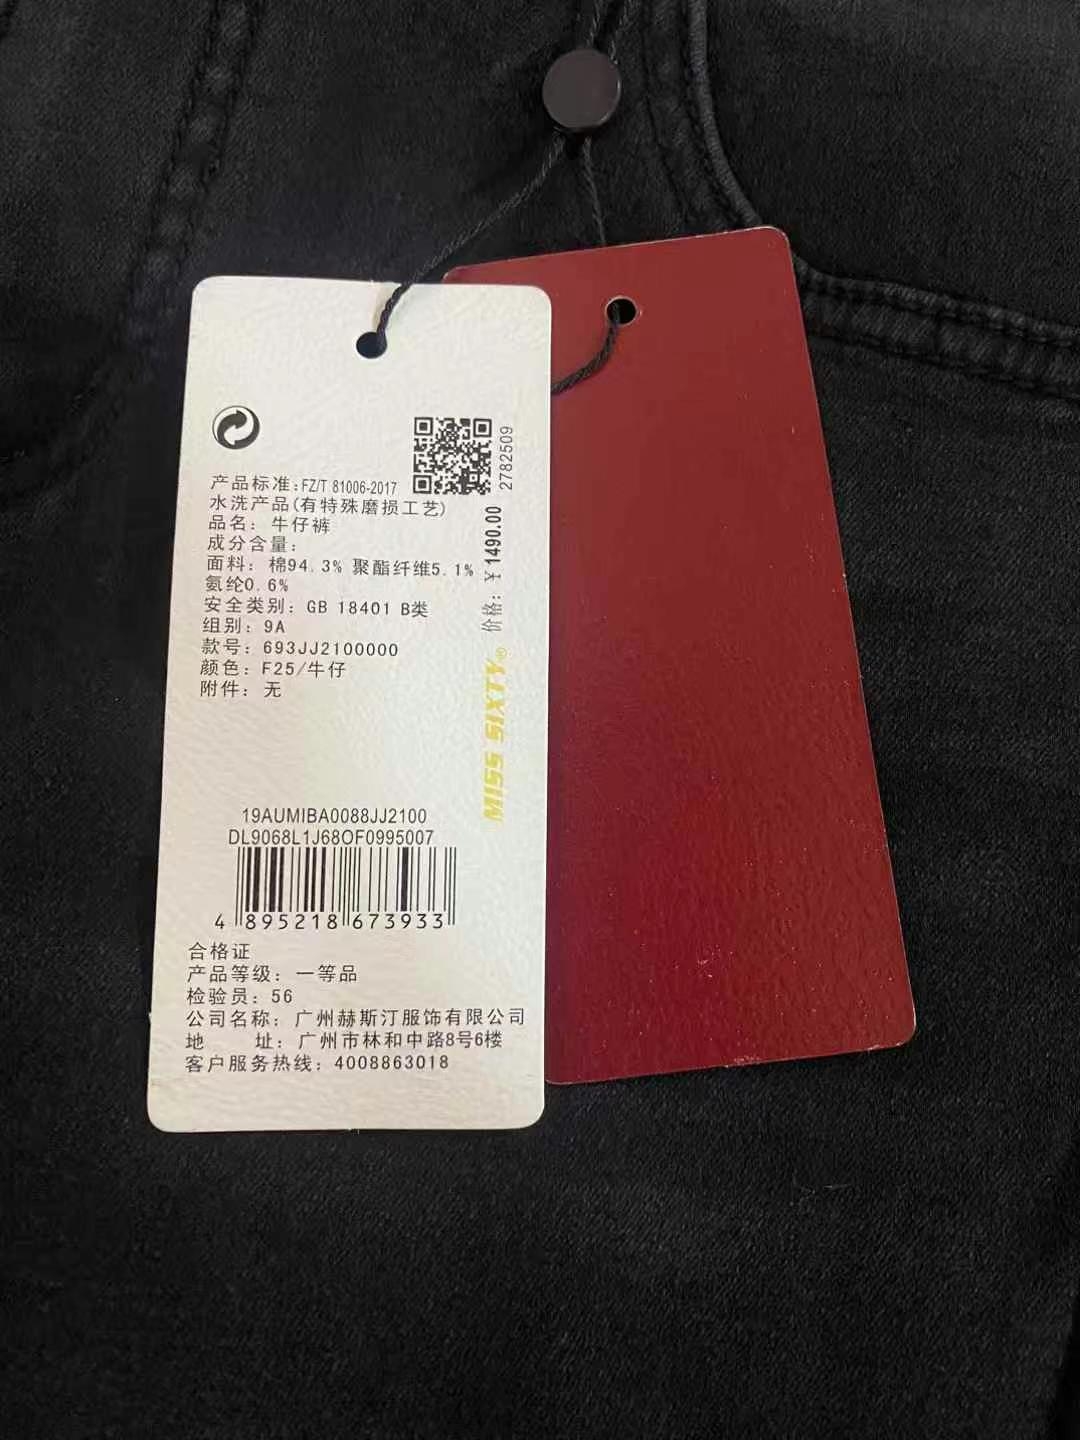 产品标准:FZ/T 81006-2017
水洗产品(有特殊磨损工艺)
品名: 牛仔裤
成分含量:
面料: 棉94.3% 聚酯纤维5.1%
氨纶0.6%
安全类别: GB 18401 B类
组别: 9A
款号: 693JJ2100000
颜色: F25/牛仔
附件: 无
2782509
价格: ¥1490.00
MISS SIXTY®
19AUMIBA0088JJ2100
DL9068L1J68OF0995007
4 895218 673933
合格证
产品等级: 一等品
检验员: 56
公司名称: 广州赫斯汀服饰有限公司
地 址: 广州市林和中路8号6楼
客户服务热线: 4008863018